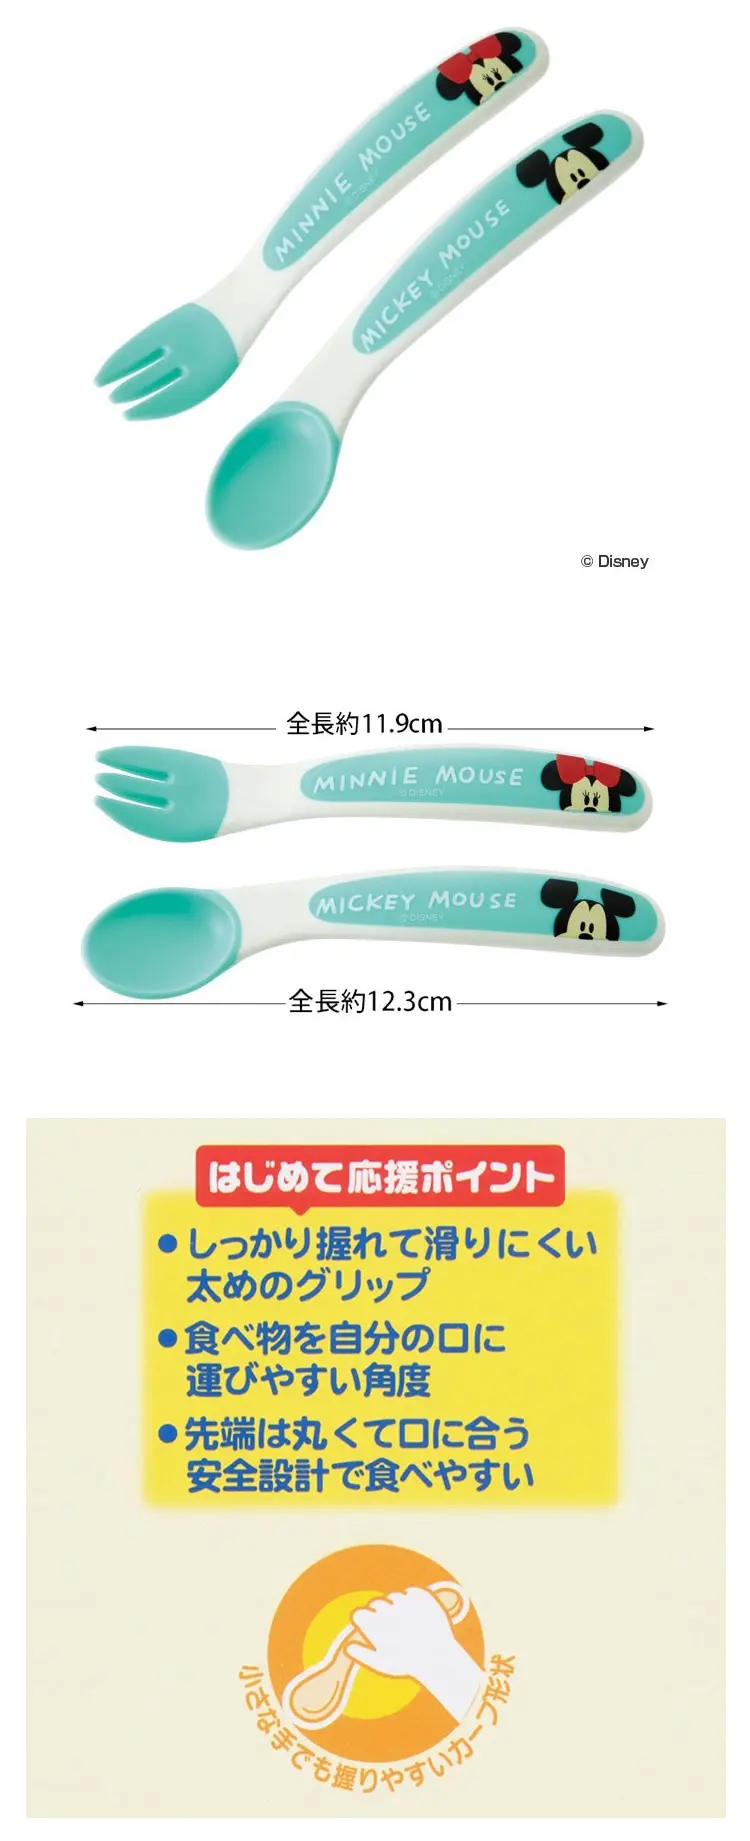 MINNIE MOUSE
© DISNEY
MICKEY MOUSE
© DISNEY
© Disney
全長約11.9cm
MINNIE MOUSE
© DISNEY
MICKEY MOUSE
© DISNEY
全長約12.3cm
はじめて応援ポイント
●しっかり握れて滑りにくい
太めのグリップ
●食べ物を自分の口に
運びやすい角度
●先端は丸くて口に合う
安全設計で食べやすい
小さな手でも握りやすいカーブ形状